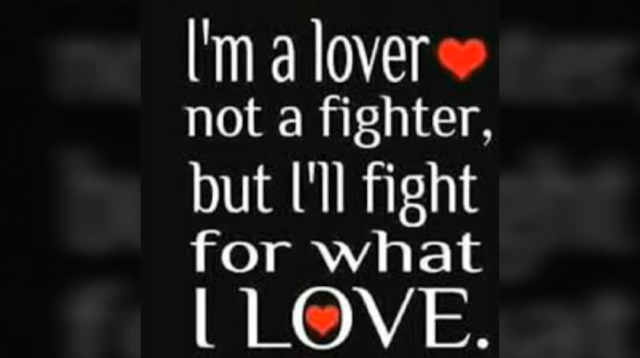 I'm a lover
not a fighter,
but I'll fight
for what
I LOVE.